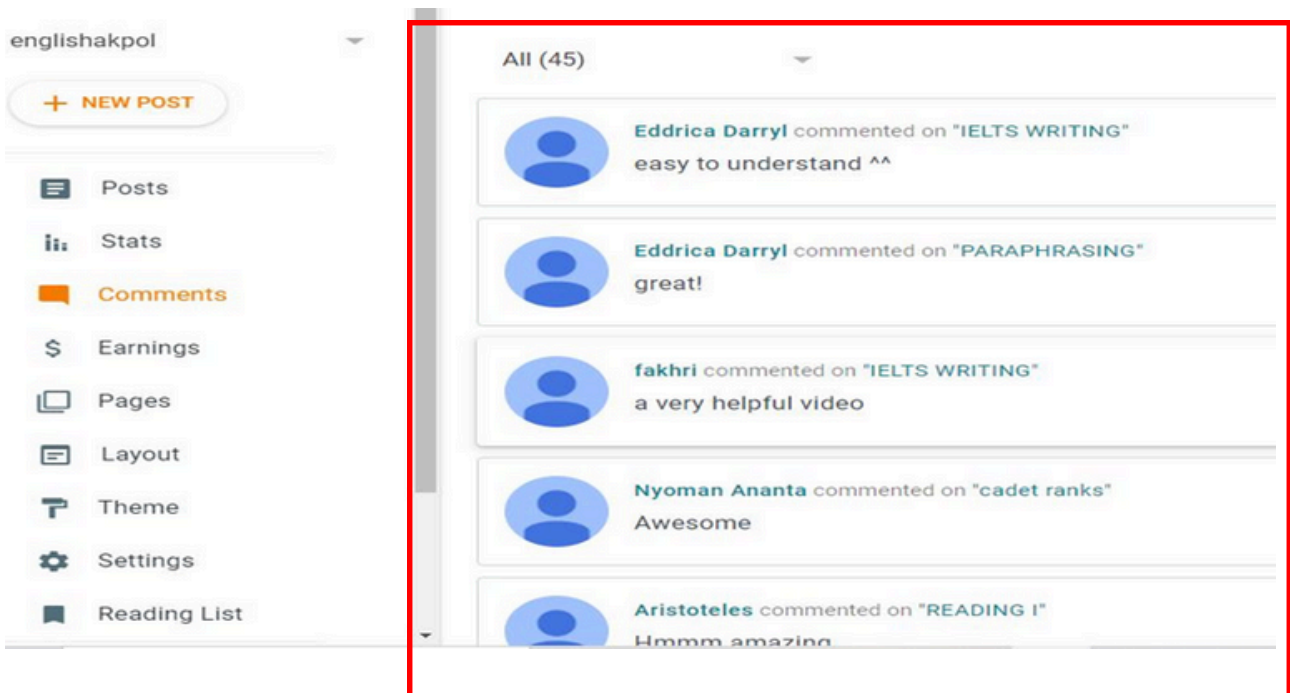 englishakpol
+ NEW POST
Posts
Stats
Comments
Earnings
Pages
Layout
Theme
Settings
Reading List
All (45)
Eddrica Darryl commented on "IELTS WRITING"
easy to understand ^^
Eddrica Darryl commented on "PARAPHRASING"
great!
fakhri commented on "IELTS WRITING"
a very helpful video
Nyoman Ananta commented on "cadet ranks"
Awesome
Aristoteles commented on "READING I"
Hmmm amazing